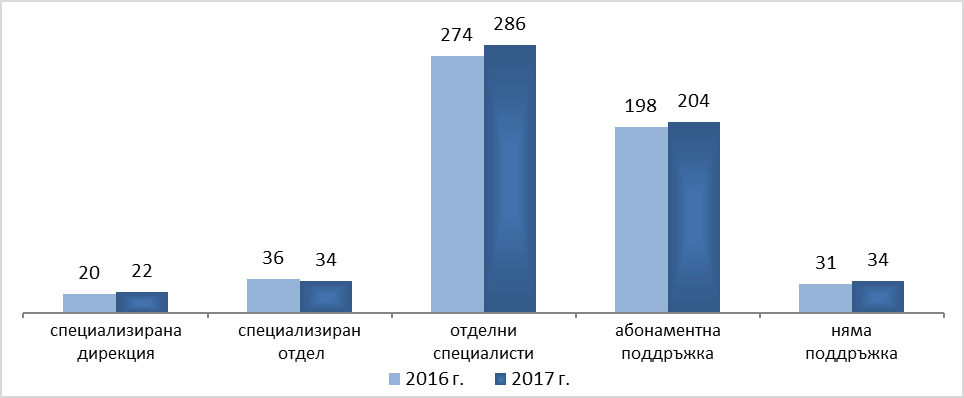 274 286
198 204
20 22 36 34 31 34
специализирана специализиран отделни абонаментна няма
дирекция отдел специалисти поддръжка поддръжка
2016 г. 2017 г.